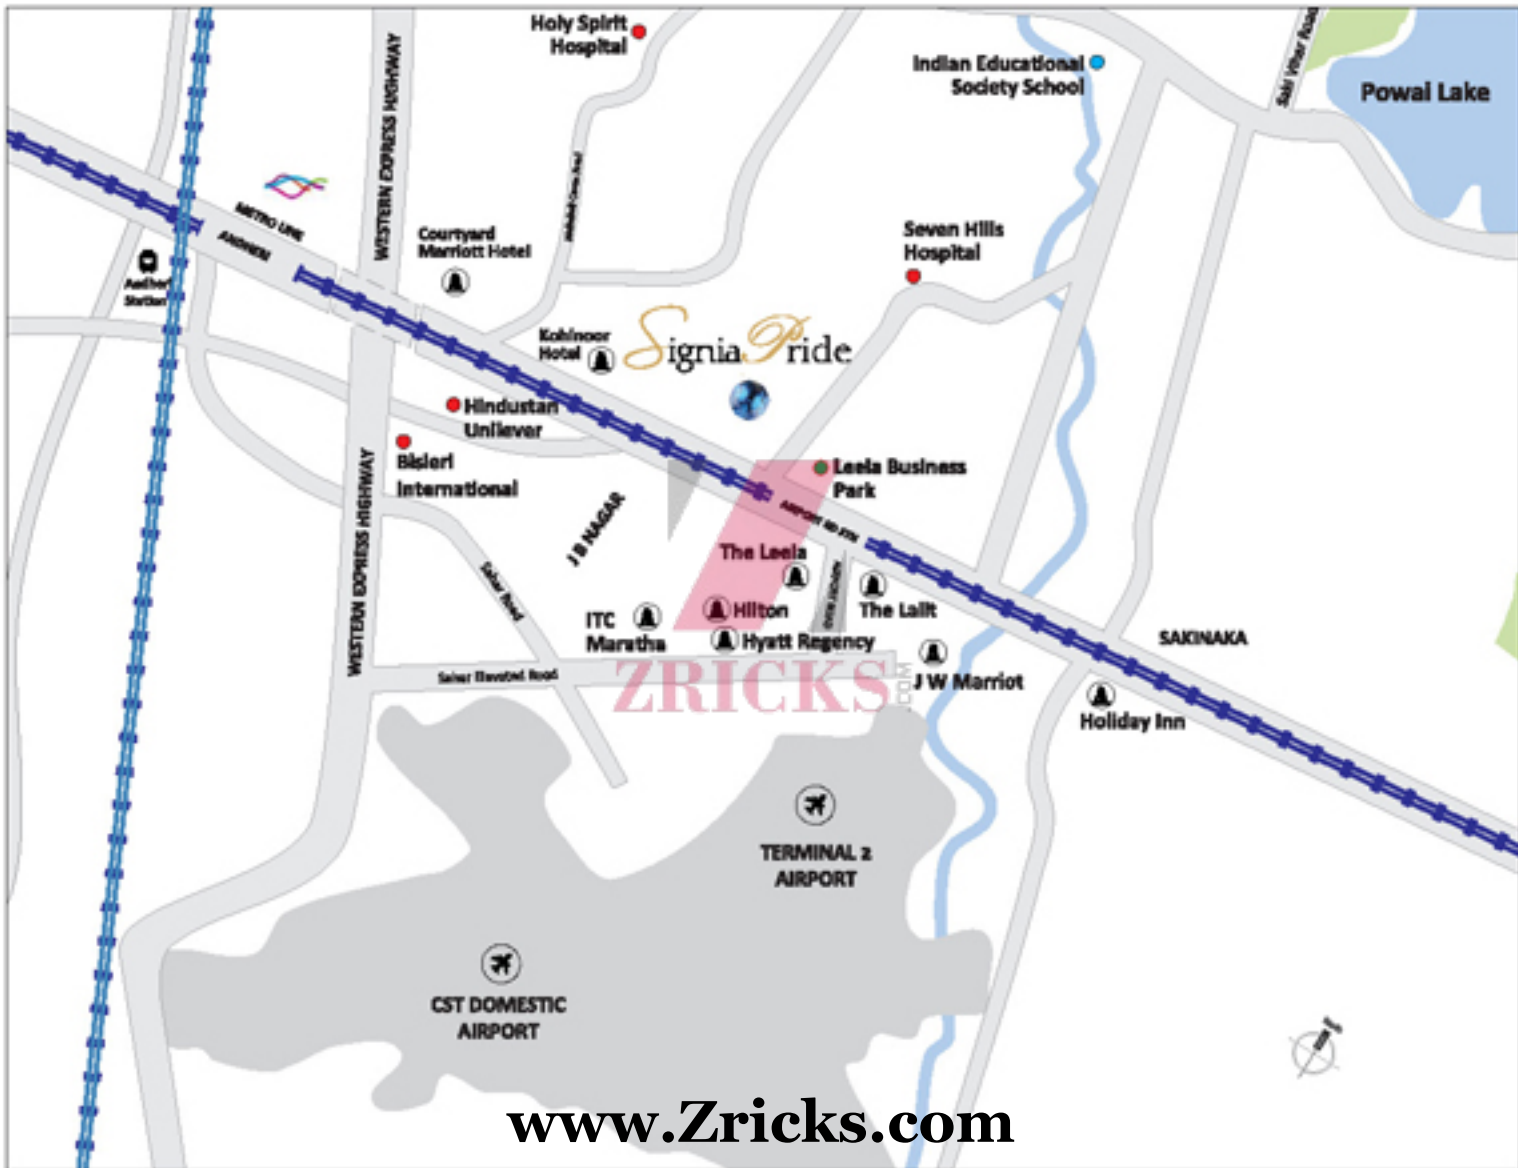 Holy Spirit
Hospital
Indian Educational
Society School
Saki Vihar Road
Powai Lake
WESTERN EXPRESS HIGHWAY
METRO LINE
ANDHERI
Courtyard
Marriott Hotel
Seven Hills
Hospital
Andheri
Station
Kohinoor
Hotel
Signia Pride
Hindustan
Unilever
Bisleri
International
Leela Business
Park
WESTERN EXPRESS HIGHWAY
J B NAGAR
The Leela
Sahar Road
ITC
Maratha
Hilton
The Lalit
Hyatt Regency
SAKINAKA
Sahar Elevated Road
ZRICKS
.COM
J W Marriot
Holiday Inn
TERMINAL 2
AIRPORT
CST DOMESTIC
AIRPORT
www.Zricks.com